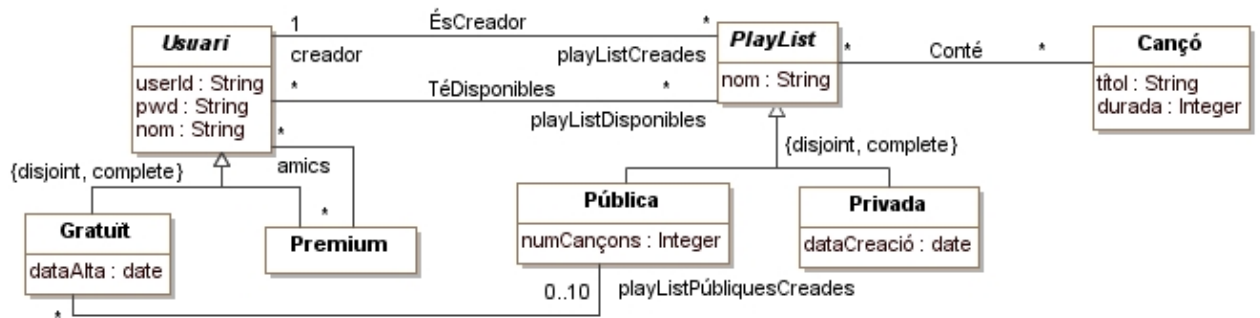 Usuari
userId : String
pwd : String
nom : String
1
ÉsCreador
*
creador
playListCreades
*
TéDisponibles
*
playListDisponibles
PlayList
nom : String
*
Conté
*
Cançó
títol : String
durada : Integer
*
amics
*
{disjoint, complete}
{disjoint, complete}
Gratuït
dataAlta : date
Premium
Pública
numCançons : Integer
Privada
dataCreació : date
0..10
playListPúbliquesCreades
*